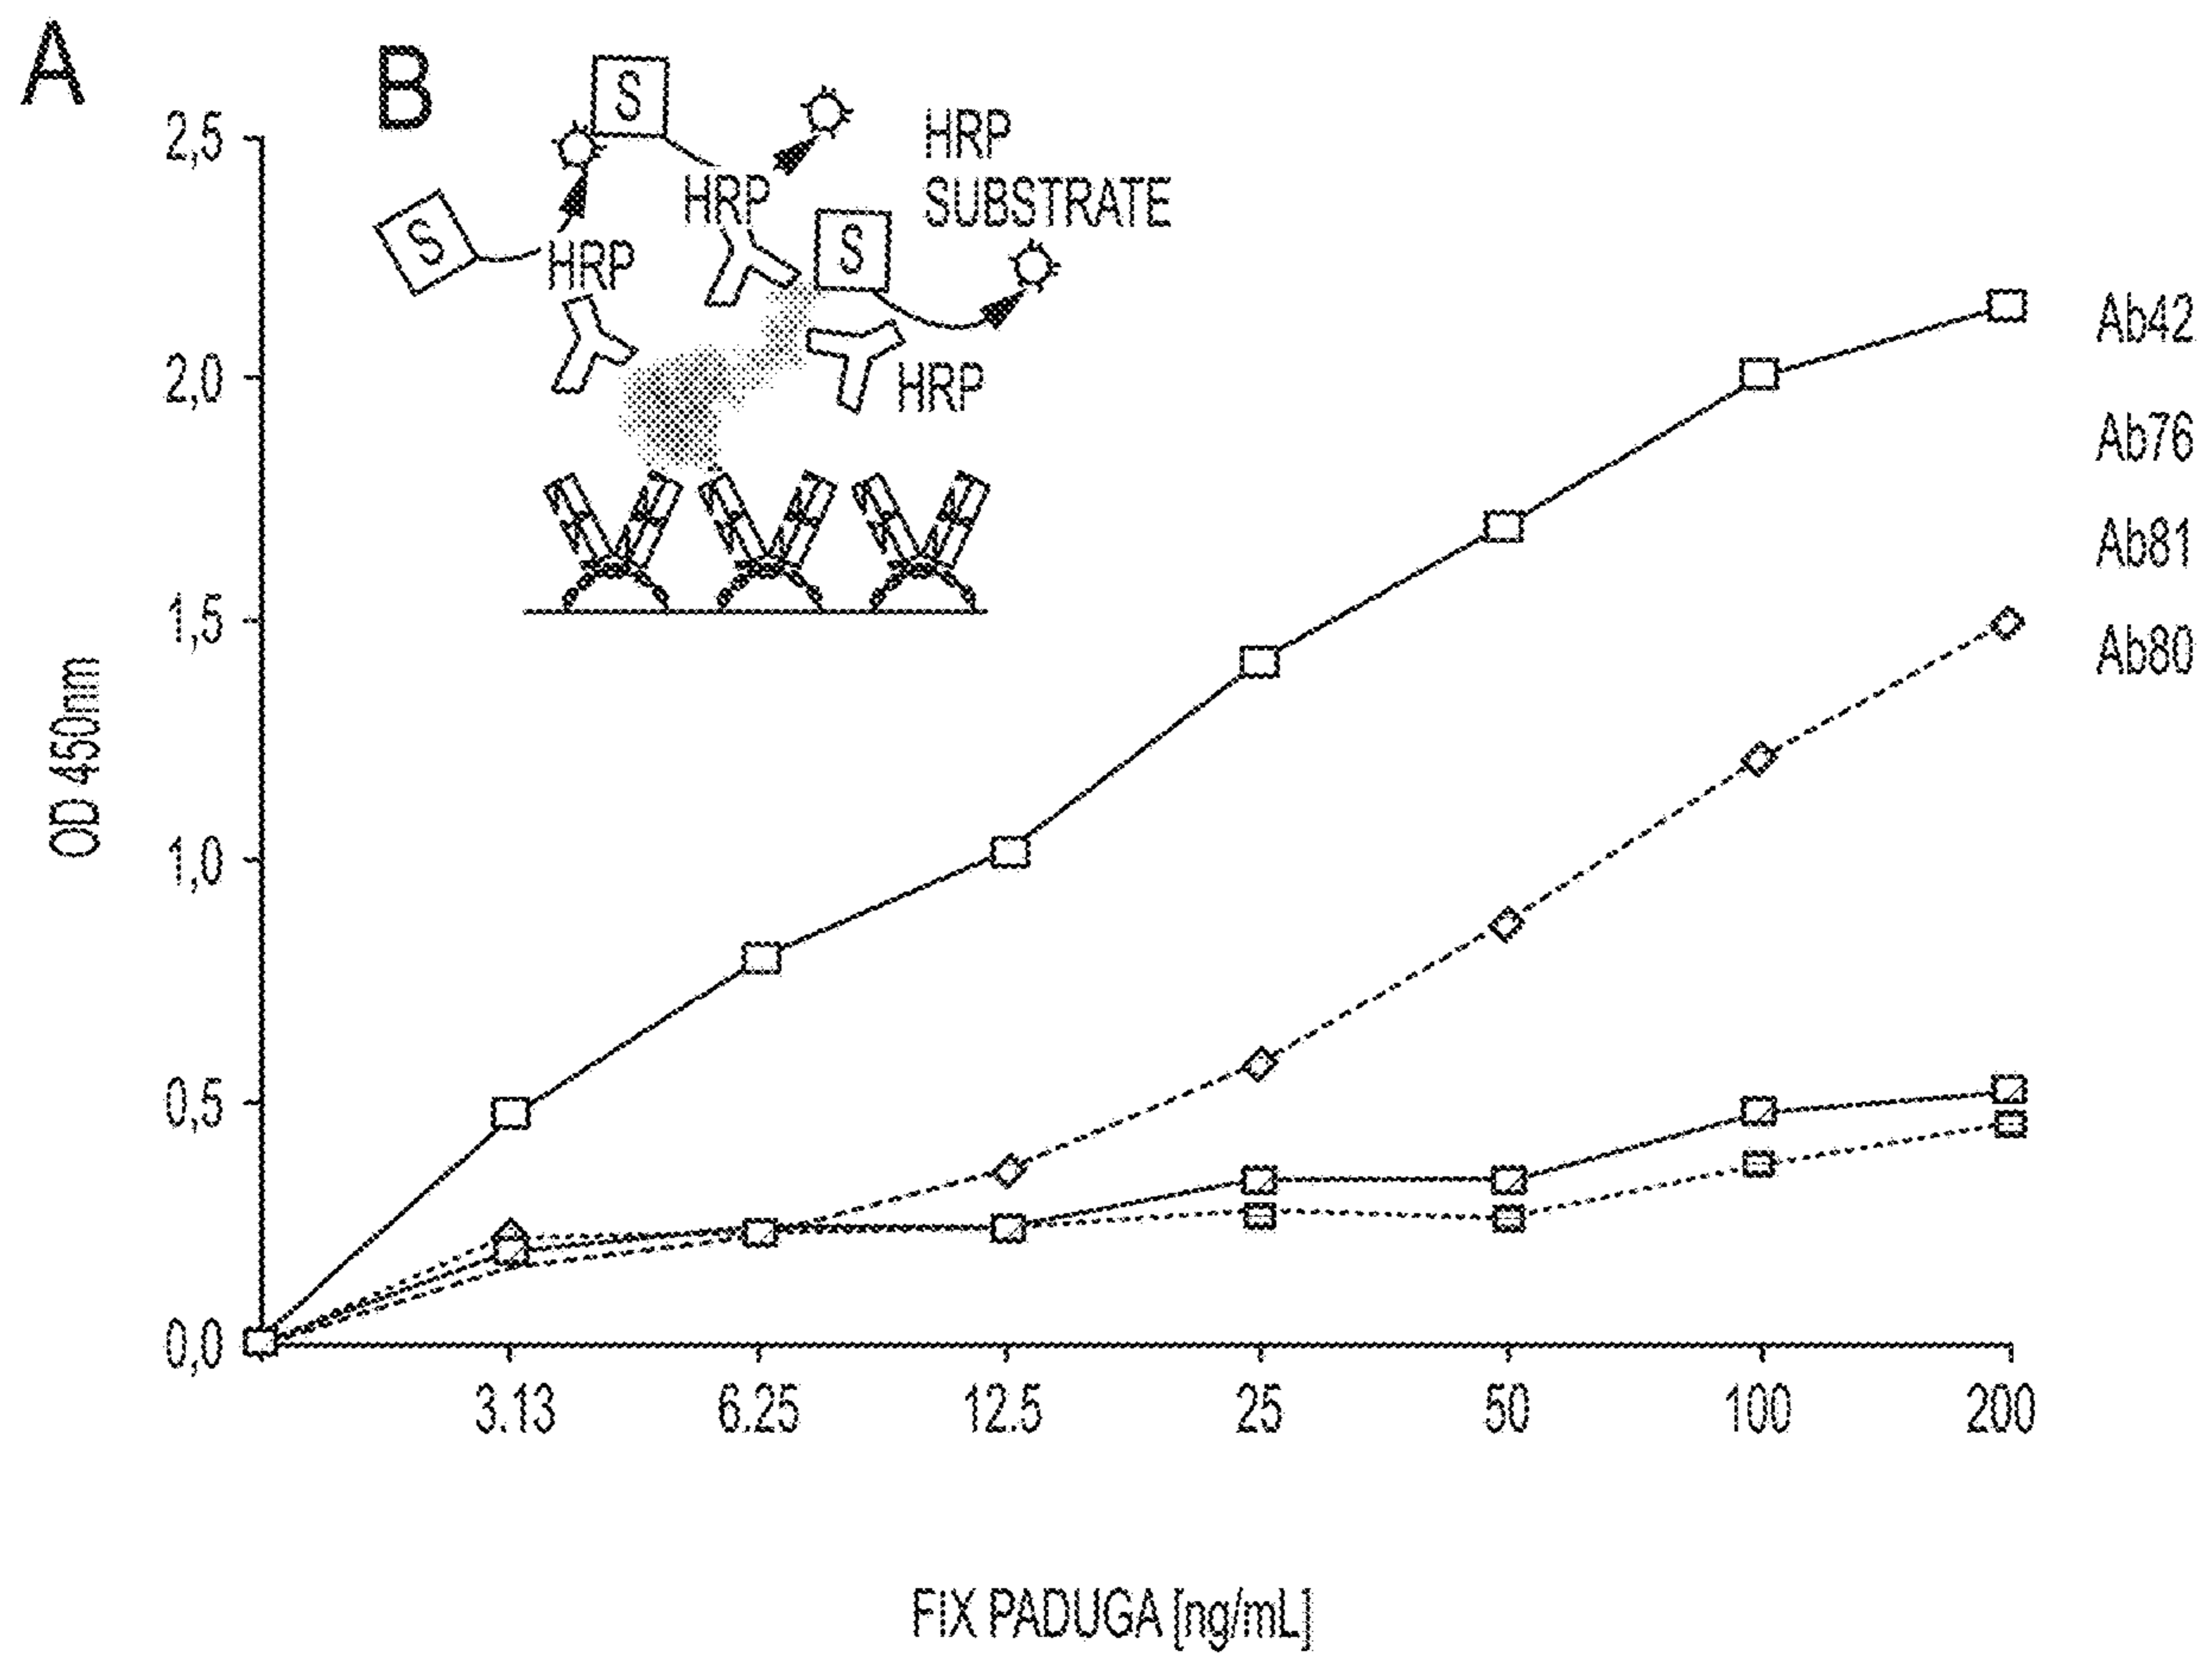 A
B
S
HRP
SUBSTRATE
HRP
S
S
HRP
HRP
2,5
2,0
1,5
1,0
0,5
0,0
OD 450nm
Ab42
Ab76
Ab81
Ab80
3.13 6.25 12.5 25 50 100 200
FIX PADUGA [ng/mL]